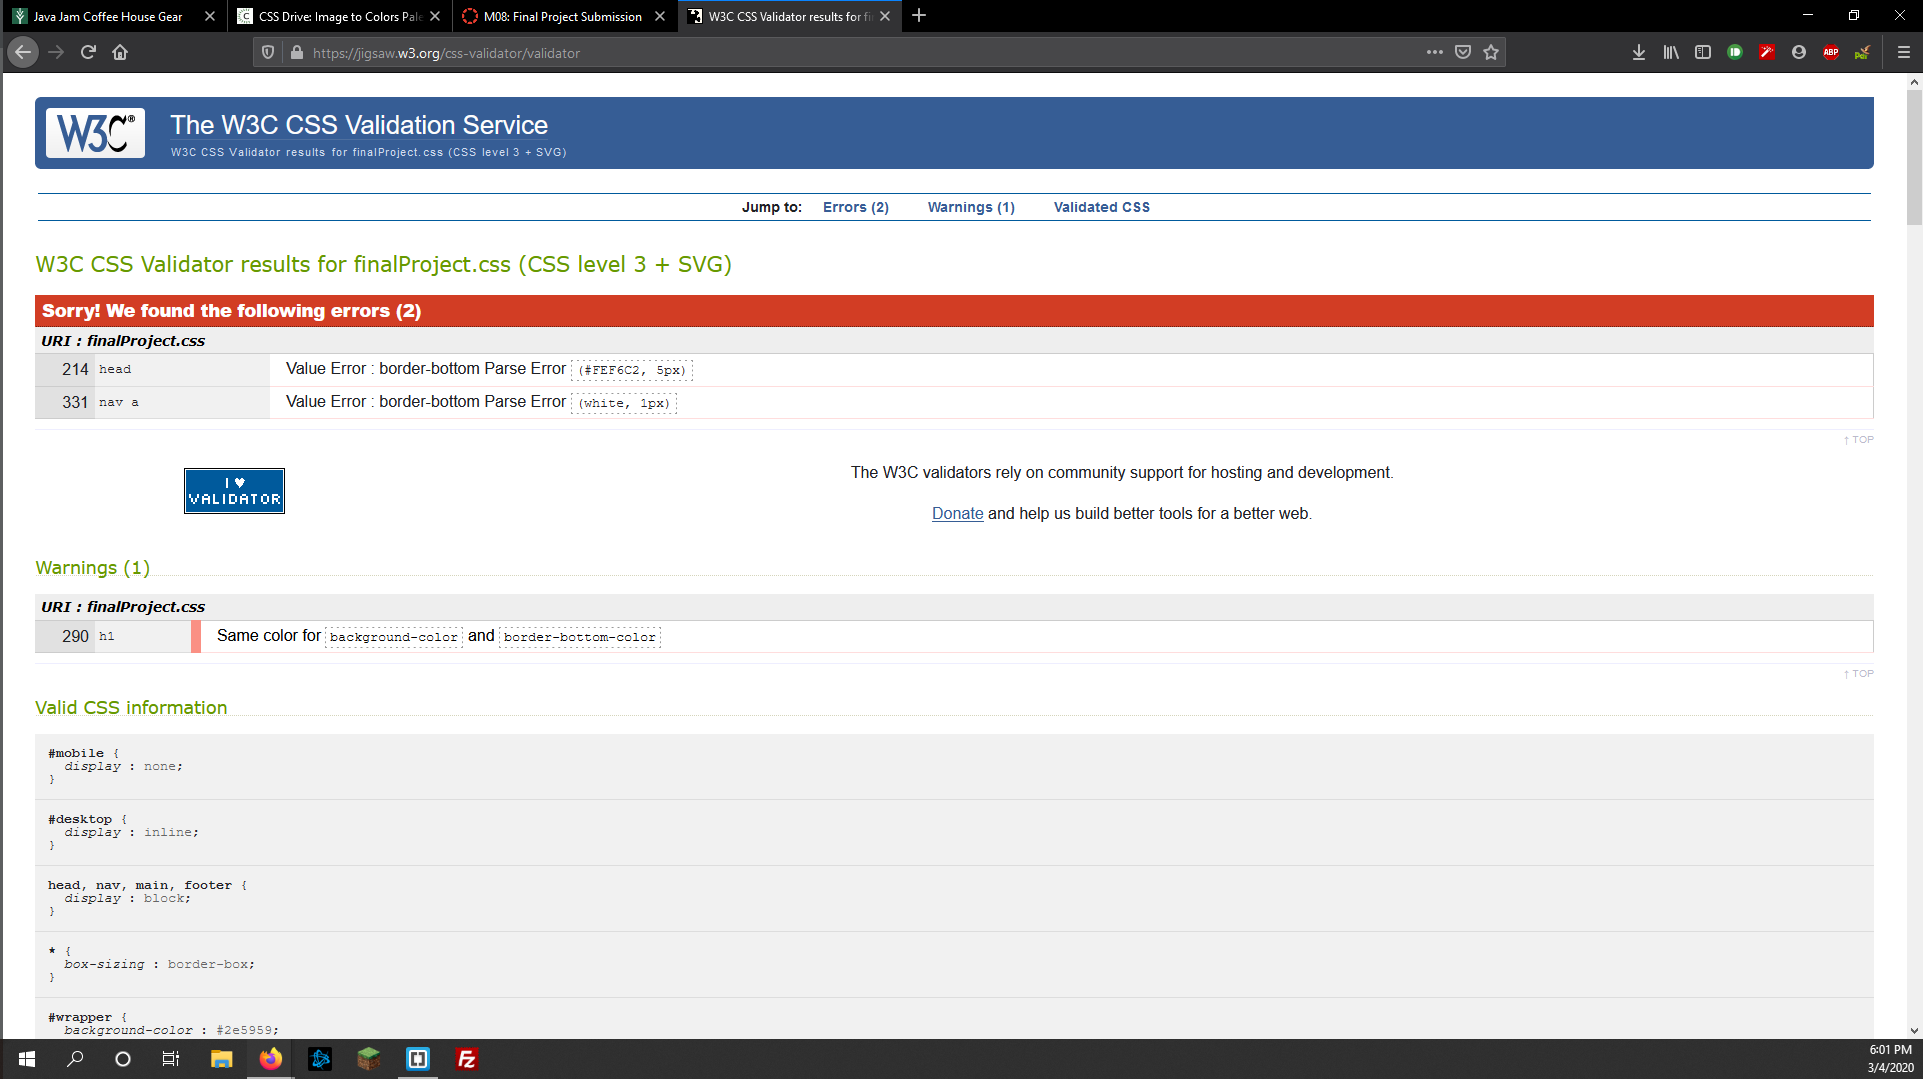 Java Jam Coffee House Gear
CSS Drive: Image to Colors Pale
M08: Final Project Submission
W3C CSS Validator results for fi
https://jigsaw.w3.org/css-validator/validator
ABP
W3C®
The W3C CSS Validation Service
W3C CSS Validator results for finalProject.css (CSS level 3 + SVG)
Jump to: Errors (2) Warnings (1) Validated CSS
W3C CSS Validator results for finalProject.css (CSS level 3 + SVG)
Sorry! We found the following errors (2)
URI : finalProject.css
214 head Value Error : border-bottom Parse Error (#FEF6C2, 5px)
331 nav a Value Error : border-bottom Parse Error (white, 1px)
↑ TOP
I ♥
VALIDATOR
The W3C validators rely on community support for hosting and development.
Donate and help us build better tools for a better web.
Warnings (1)
URI : finalProject.css
290 h1 Same color for background-color and border-bottom-color
↑ TOP
Valid CSS information
#mobile {
display : none;
}
#desktop {
display : inline;
}
head, nav, main, footer {
display : block;
}
* {
box-sizing : border-box;
}
#wrapper {
background-color : #2e5959;
Fz
6:01 PM
3/4/2020